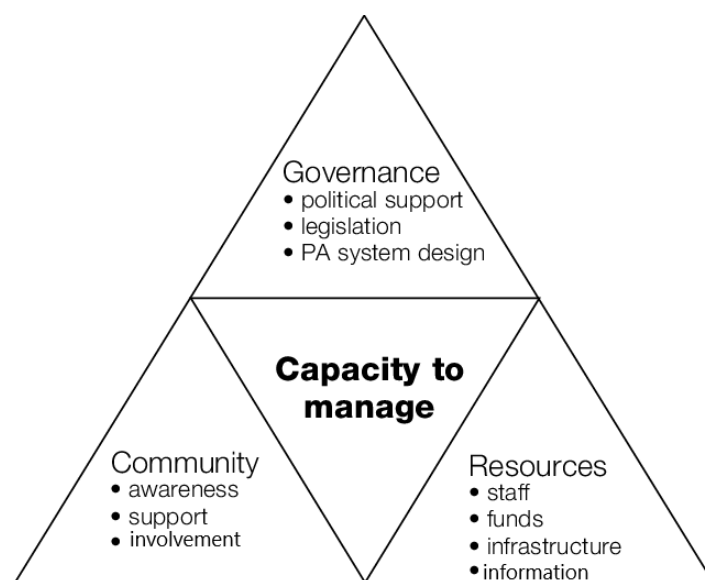 Governance
• political support
• legislation
• PA system design
Capacity to
manage
Community
• awareness
• support
• involvement
Resources
• staff
• funds
• infrastructure
• information